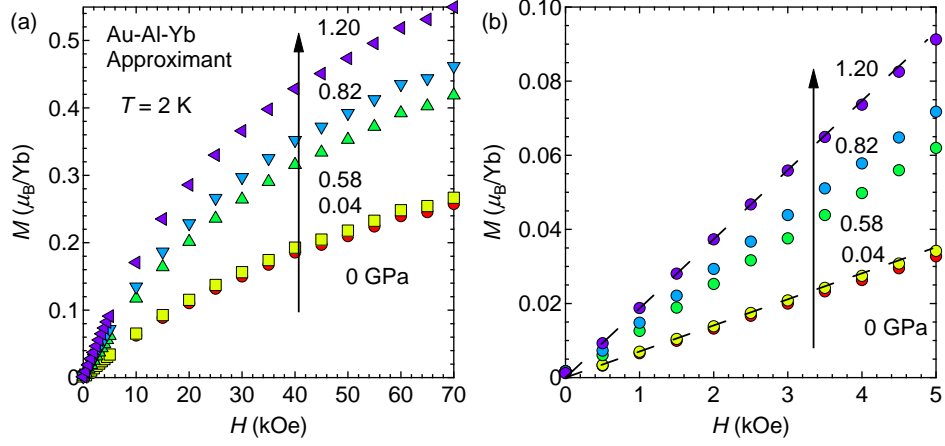 (a)
Au-Al-Yb
Approximant
T = 2 K
1.20
0.82
0.58
0.04
0 GPa
M (μB/Yb)
0.5
0.4
0.3
0.2
0.1
0
0 10 20 30 40 50 60 70
H (kOe)
(b)
1.20
0.82
0.58
0.04
0 GPa
M (μB/Yb)
0.10
0.08
0.06
0.04
0.02
0
0 1 2 3 4 5
H (kOe)